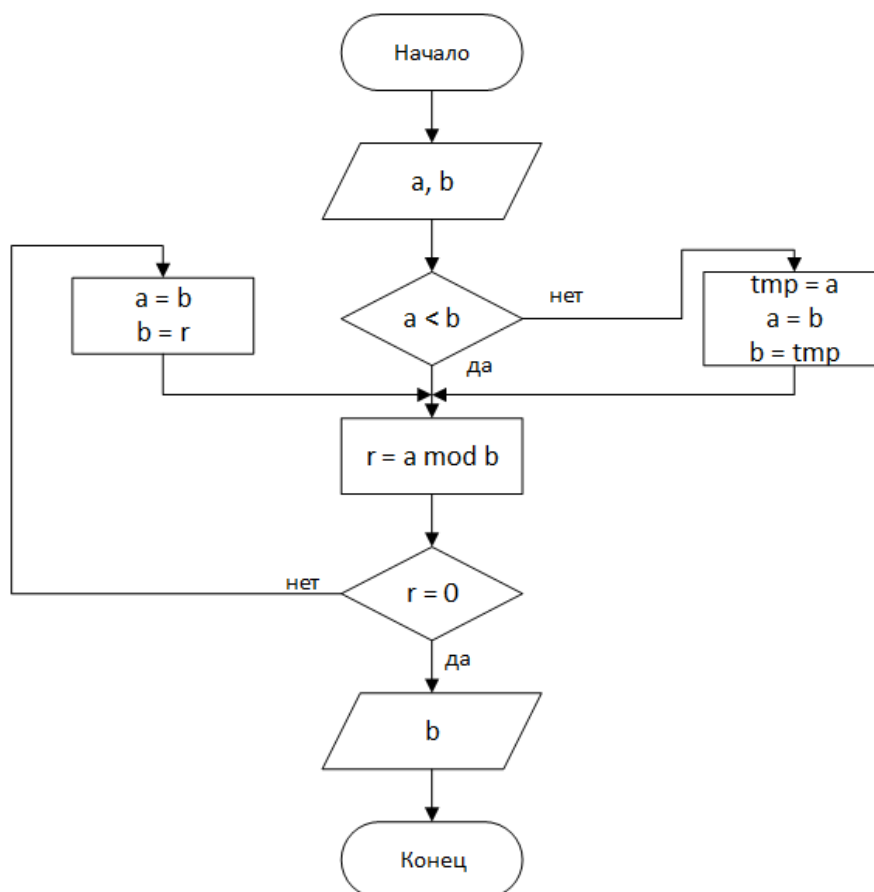 Начало
a, b
a < b
нет
да
tmp = a
a = b
b = tmp
a = b
b = r
r = a mod b
r = 0
нет
да
b
Конец